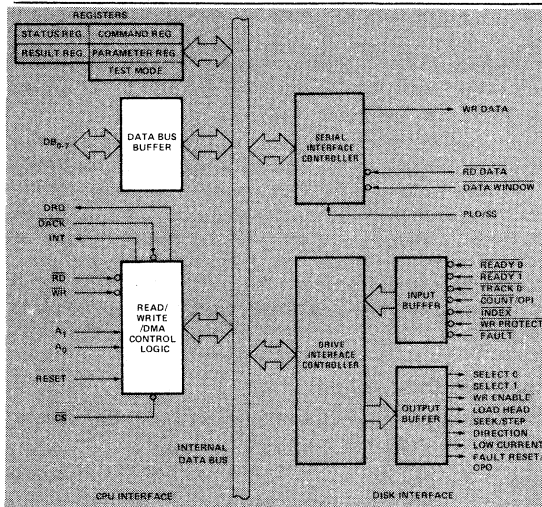 REGISTERS
STATUS REG COMMAND REG
RESULT REG PARAMETER REG
TEST MODE
DB0-7
DATA BUS
BUFFER
SERIAL
INTERFACE
CONTROLLER
WR DATA
RD DATA
DATA WINDOW
PLO/SS
DRQ
DACK
INT
RD
WR
A1
A0
RESET
CS
READ/
WRITE
/DMA
CONTROL
LOGIC
DRIVE
INTERFACE
CONTROLLER
INPUT
BUFFER
READY 0
READY 1
TRACK 0
COUNT/OPI
INDEX
WR PROTECT
FAULT
OUTPUT
BUFFER
SELECT 0
SELECT 1
WR ENABLE
LOAD HEAD
SEEK/STEP
DIRECTION
LOW CURRENT
FAULT RESET/
OPO
INTERNAL
DATA BUS
CPU INTERFACE
DISK INTERFACE